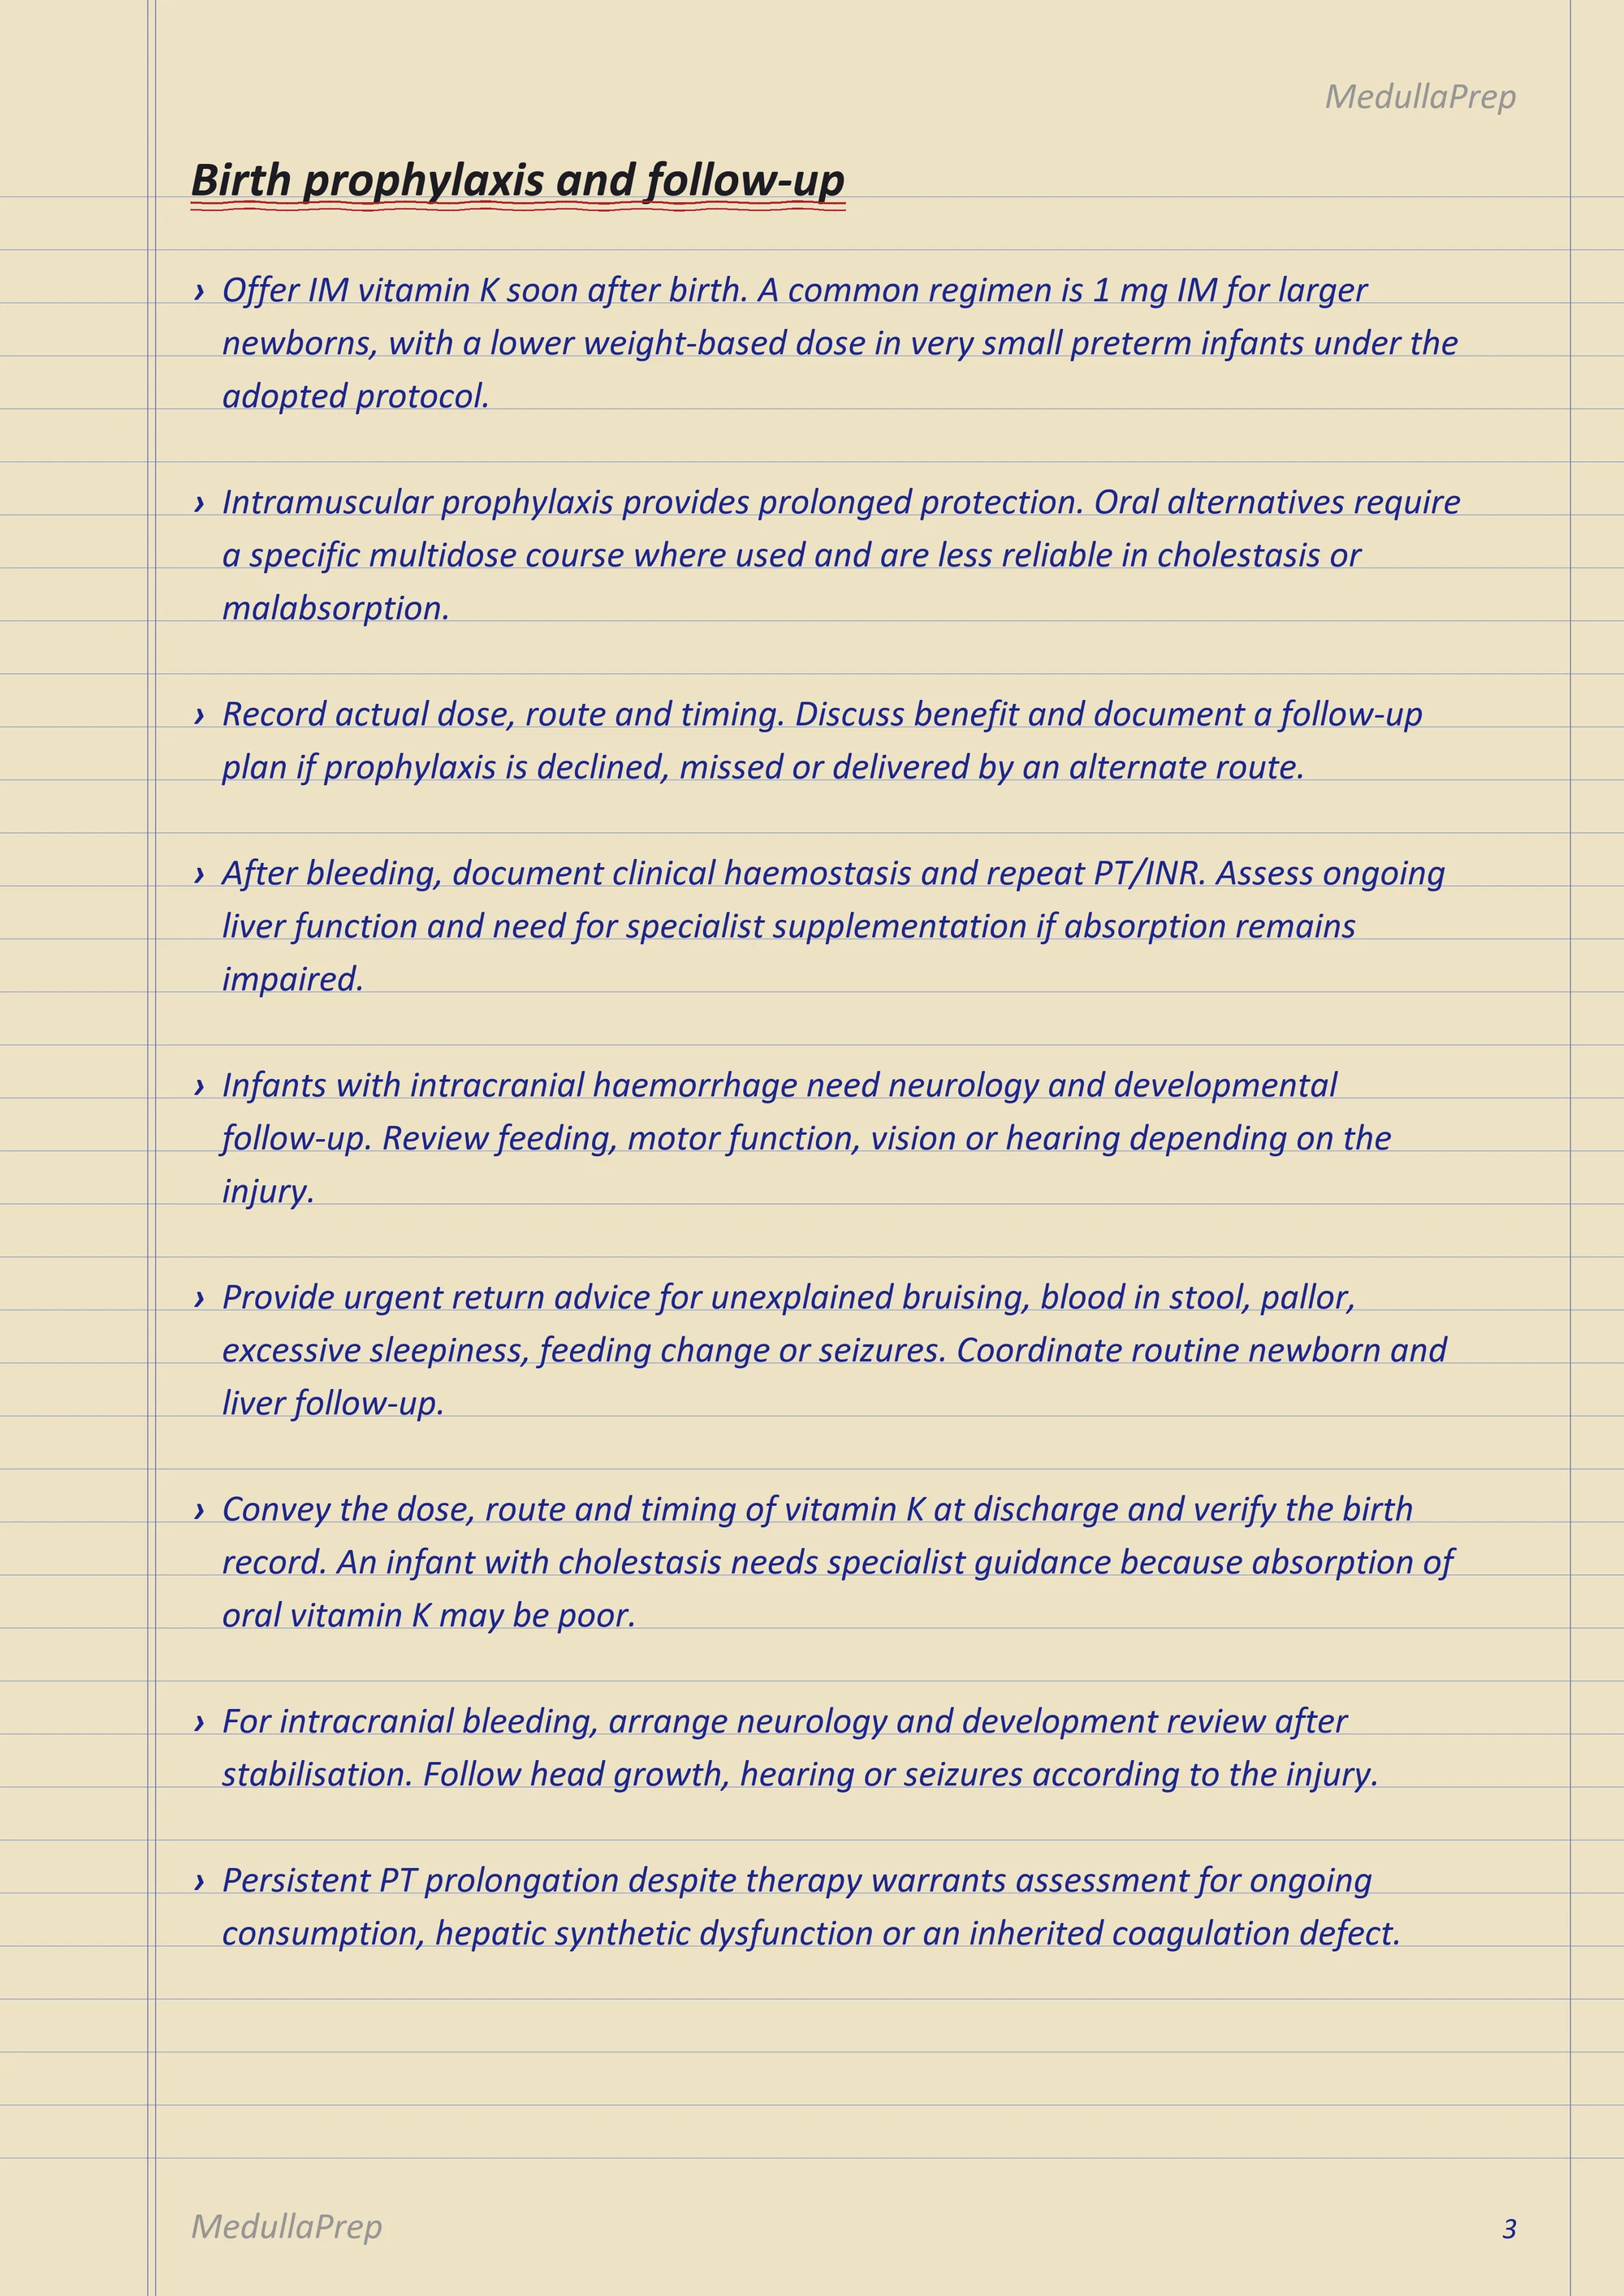 MedullaPrep
Birth prophylaxis and follow-up
› Offer IM vitamin K soon after birth. A common regimen is 1 mg IM for larger
newborns, with a lower weight-based dose in very small preterm infants under the
adopted protocol.
› Intramuscular prophylaxis provides prolonged protection. Oral alternatives require
a specific multidose course where used and are less reliable in cholestasis or
malabsorption.
› Record actual dose, route and timing. Discuss benefit and document a follow-up
plan if prophylaxis is declined, missed or delivered by an alternate route.
› After bleeding, document clinical haemostasis and repeat PT/INR. Assess ongoing
liver function and need for specialist supplementation if absorption remains
impaired.
› Infants with intracranial haemorrhage need neurology and developmental
follow-up. Review feeding, motor function, vision or hearing depending on the
injury.
› Provide urgent return advice for unexplained bruising, blood in stool, pallor,
excessive sleepiness, feeding change or seizures. Coordinate routine newborn and
liver follow-up.
› Convey the dose, route and timing of vitamin K at discharge and verify the birth
record. An infant with cholestasis needs specialist guidance because absorption of
oral vitamin K may be poor.
› For intracranial bleeding, arrange neurology and development review after
stabilisation. Follow head growth, hearing or seizures according to the injury.
› Persistent PT prolongation despite therapy warrants assessment for ongoing
consumption, hepatic synthetic dysfunction or an inherited coagulation defect.
MedullaPrep
3